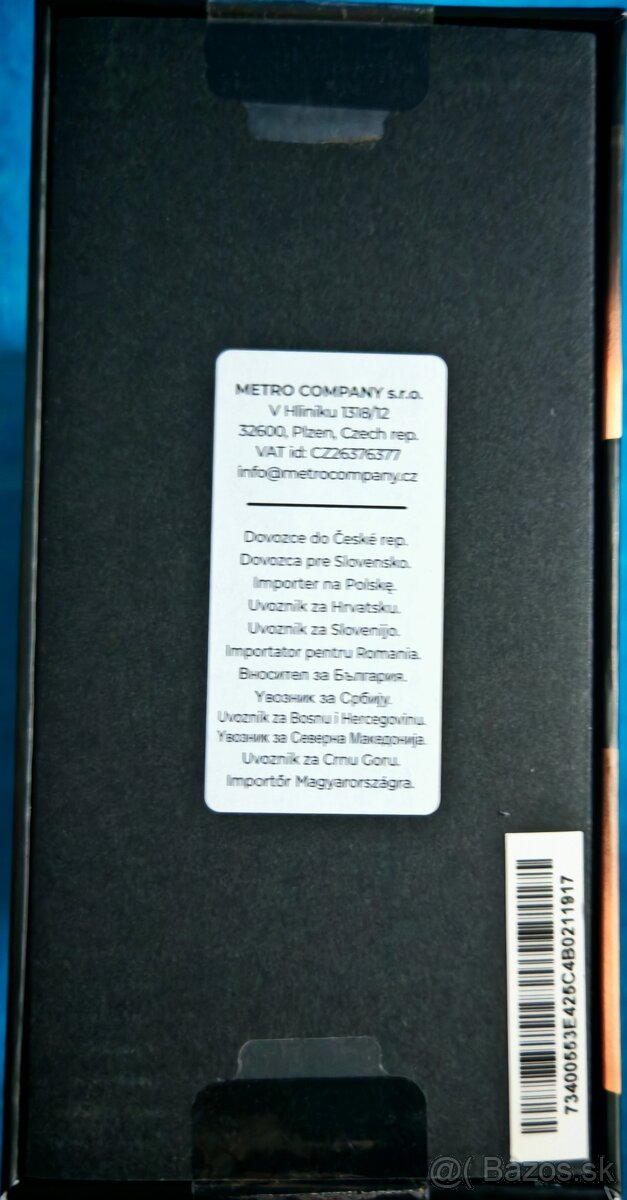 METRO COMPANY s.r.o.
V Hliníku 1318/12
32600, Plzen, Czech rep.
VAT id: CZ26376377
info@metrocompany.cz
Dovozce do České rep.
Dovozca pre Slovensko.
Importer na Polskę.
Uvoznik za Hrvatsku.
Uvoznik za Slovenijo.
Importator pentru Romania.
Вносител за България.
Увозник за Србију.
Uvoznik za Bosnu i Hercegovinu.
Увозник за Северна Македонија.
Uvoznik za Crnu Goru.
Importőr Magyarországra.
73400553E425C4B0211917
@( Bazos.sk